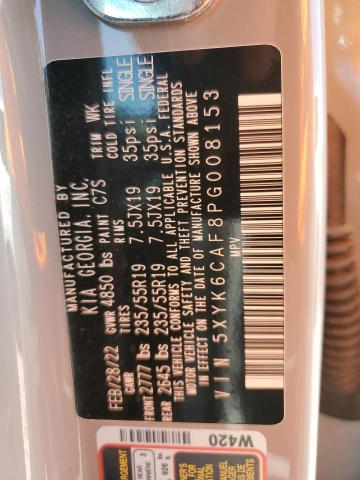 MANUFACTURED BY
KIA GEORGIA, INC.
FEB/28/22 GVWR 4850 lbs PAINT C7S TRIM WK
GAWR TIRES RIMS COLD TIRE INFL
FRONT 2777 lbs 235/55R19 7.5JX19 35psi SINGLE
REAR 2645 lbs 235/55R19 7.5JX19 35psi SINGLE
THIS VEHICLE CONFORMS TO ALL APPLICABLE U.S.A. FEDERAL
MOTOR VEHICLE SAFETY AND THEFT PREVENTION STANDARDS
IN EFFECT ON THE DATE OF MANUFACTURE SHOWN ABOVE
VIN 5XYK6CAF8PG008153
MPV
W420
REAR
3
926